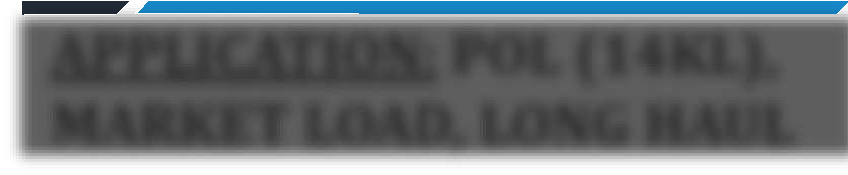 APPLICATION: POL (14KL),
MARKET LOAD, LONG HAUL